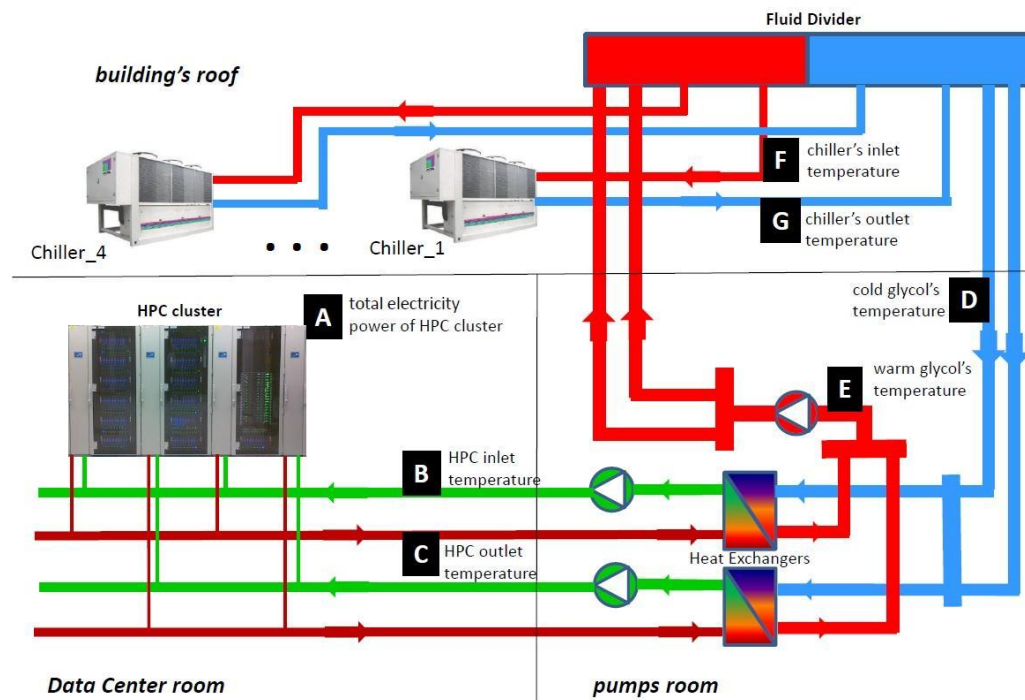 Fluid Divider
building's roof
F
chiller's inlet
temperature
G
chiller's outlet
temperature
Chiller_4
• • •
Chiller_1
HPC cluster
A
total electricity
power of HPC cluster
cold glycol's
temperature
D
E
warm glycol's
temperature
B
HPC inlet
temperature
C
HPC outlet
temperature
Heat Exchangers
Data Center room
pumps room